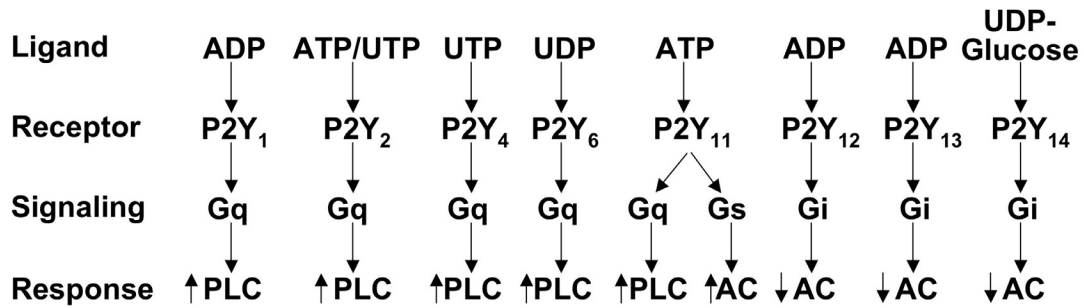 Ligand ADP ATP/UTP UTP UDP ATP ADP ADP UDP-Glucose
Receptor P2Y1 P2Y2 P2Y4 P2Y6 P2Y11 P2Y12 P2Y13 P2Y14
Signaling Gq Gq Gq Gq Gq Gs Gi Gi Gi
Response ↑PLC ↑PLC ↑PLC ↑PLC ↑PLC ↑AC ↓AC ↓AC ↓AC